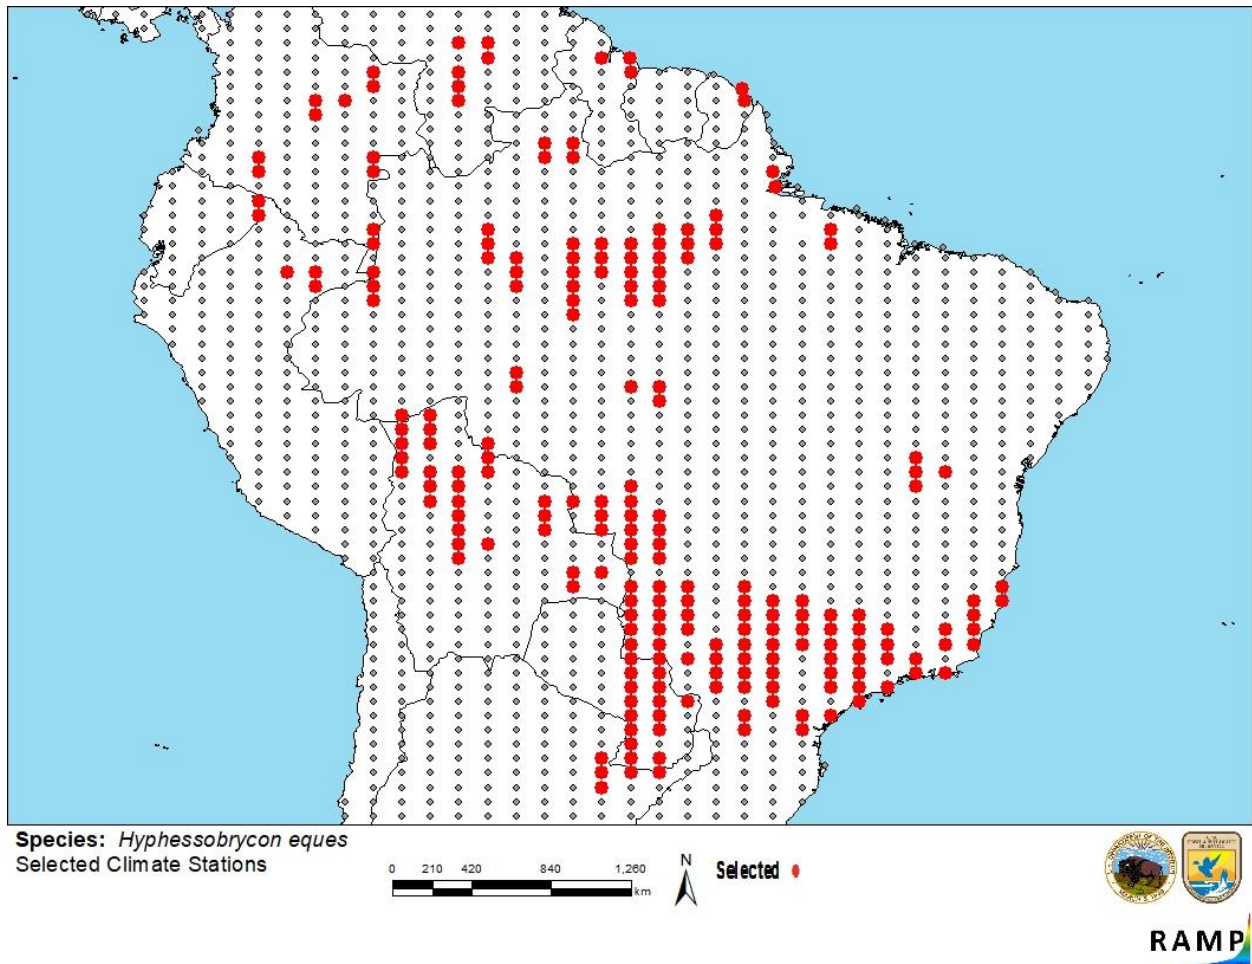 Species: Hyphessobrycon eques
Selected Climate Stations
0 210 420 840 1,260
km
N
Selected
RAMP